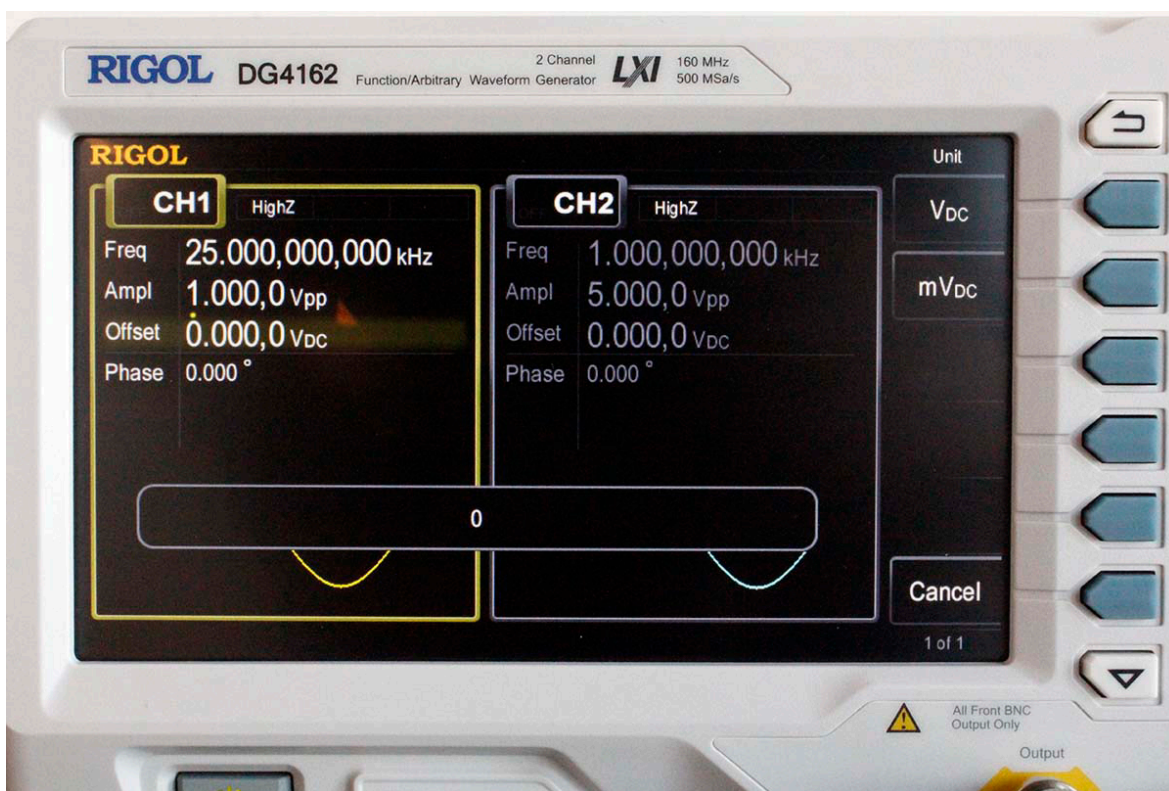 RIGOL DG4162 Function/Arbitrary Waveform Generator 2 Channel LXI 160 MHz 500 MSa/s
RIGOL
Unit
CH1 HighZ
Freq 25.000,000,000 kHz
Ampl 1.000,0 Vpp
Offset 0.000,0 VDC
Phase 0.000 °
CH2 HighZ
Freq 1.000,000,000 kHz
Ampl 5.000,0 Vpp
Offset 0.000,0 VDC
Phase 0.000 °
0
VDC
mVDC
Cancel
1 of 1
All Front BNC
Output Only
Output